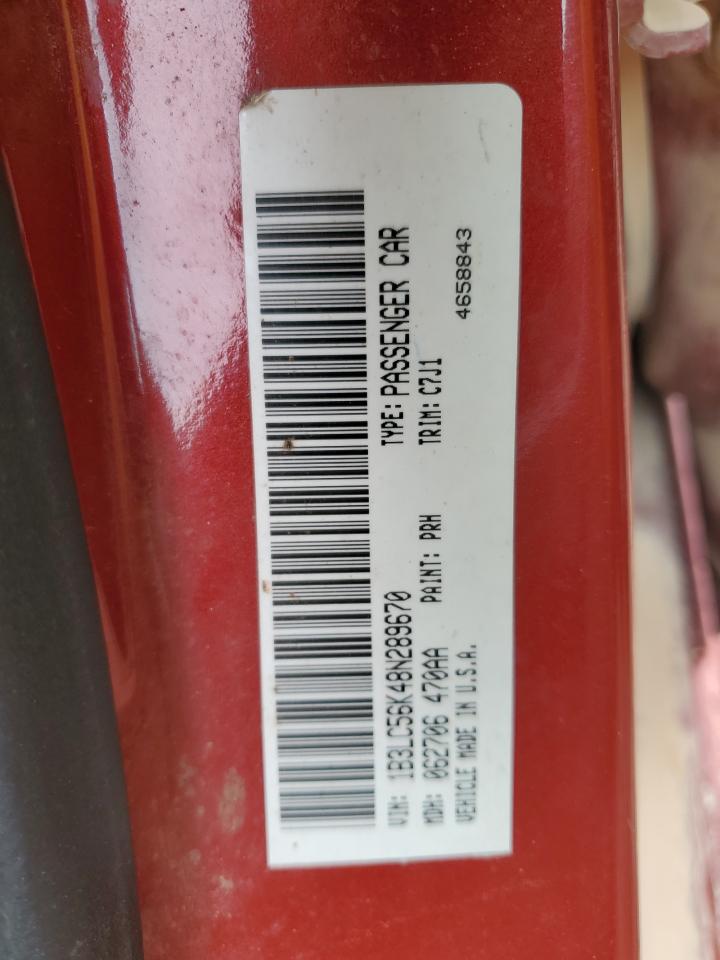 VIN: 1B3LC56K48N289670 TYPE: PASSENGER CAR
MDH: 062706 470AA PAINT: PRH TRIM: C7J1
VEHICLE MADE IN U.S.A. 4658843